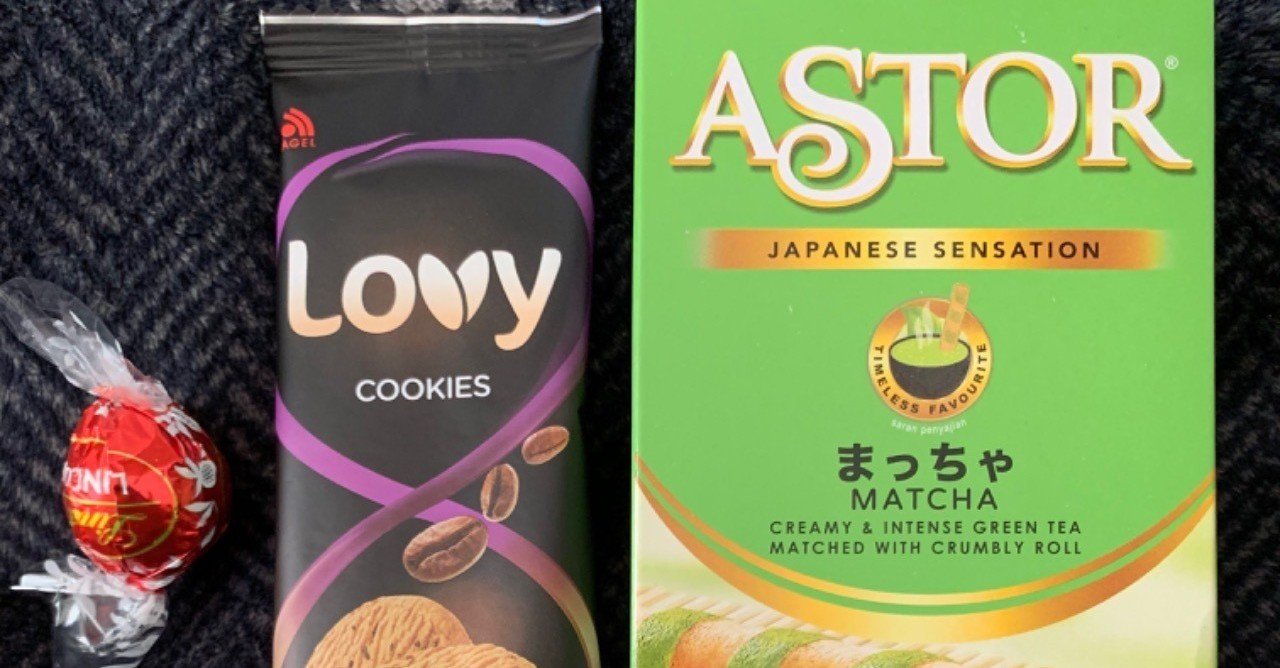 LINDOR
AGEL
Lovy
COOKIES
ASTOR®
JAPANESE SENSATION
TIMELESS FAVOURITE
saran penyajian
まっちゃ
MATCHA
CREAMY & INTENSE GREEN TEA
MATCHED WITH CRUMBLY ROLL